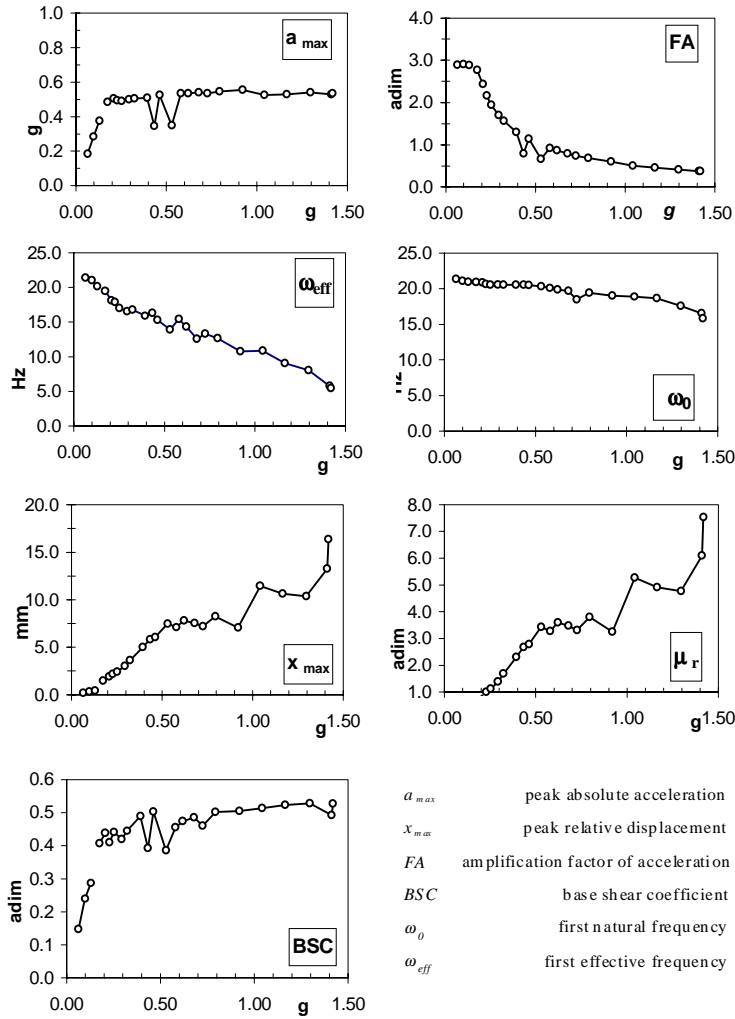 a max
1.0
0.8
0.6
0.4
0.2
0.0
g
0.00 0.50 1.00 1.50
g
FA
4.0
3.0
2.0
1.0
0.0
adim
0.00 0.50 1.00 1.50
g
ωeff
25.0
20.0
15.0
10.0
5.0
0.0
Hz
0.00 0.50 1.00 1.50
g
ω0
25.0
20.0
15.0
10.0
5.0
0.0
Hz
0.00 0.50 1.00 1.50
g
x max
20.0
15.0
10.0
5.0
0.0
mm
0.00 0.50 1.00 1.50
g
μ r
8.0
7.0
6.0
5.0
4.0
3.0
2.0
1.0
adim
0.00 0.50 1.00 1.50
g
BSC
0.6
0.5
0.4
0.3
0.2
0.1
0.0
adim
0.00 0.50 1.00 1.50
g
a max peak absolute acceleration
x max peak relative displacement
FA amplification factor of acceleration
BSC base shear coefficient
ω0 first natural frequency
ωeff first effective frequency